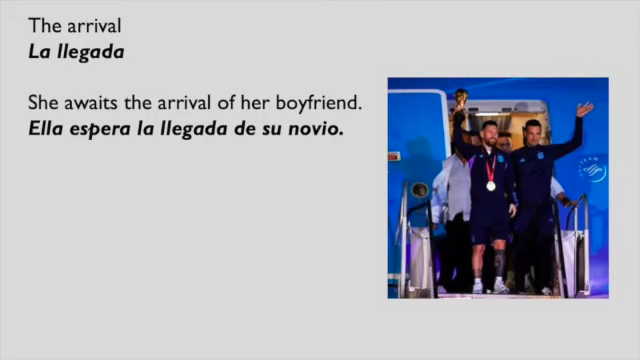 The arrival
La llegada
She awaits the arrival of her boyfriend.
Ella espera la llegada de su novio.